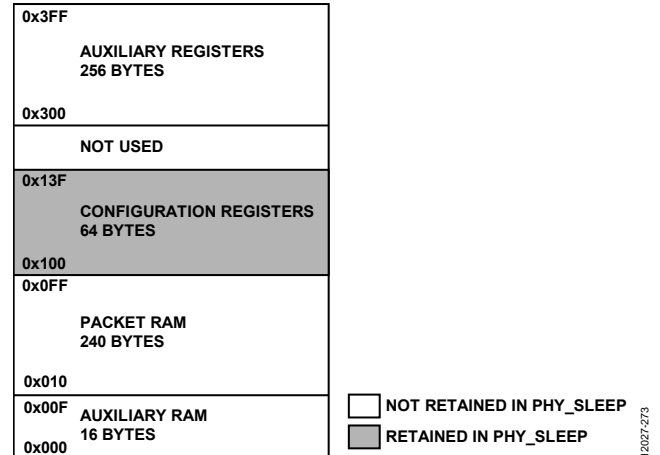 0x3FF
AUXILIARY REGISTERS
256 BYTES
0x300
NOT USED
0x13F
CONFIGURATION REGISTERS
64 BYTES
0x100
0x0FF
PACKET RAM
240 BYTES
0x010
0x00F
AUXILIARY RAM
16 BYTES
0x000
NOT RETAINED IN PHY_SLEEP
RETAINED IN PHY_SLEEP
12027-273